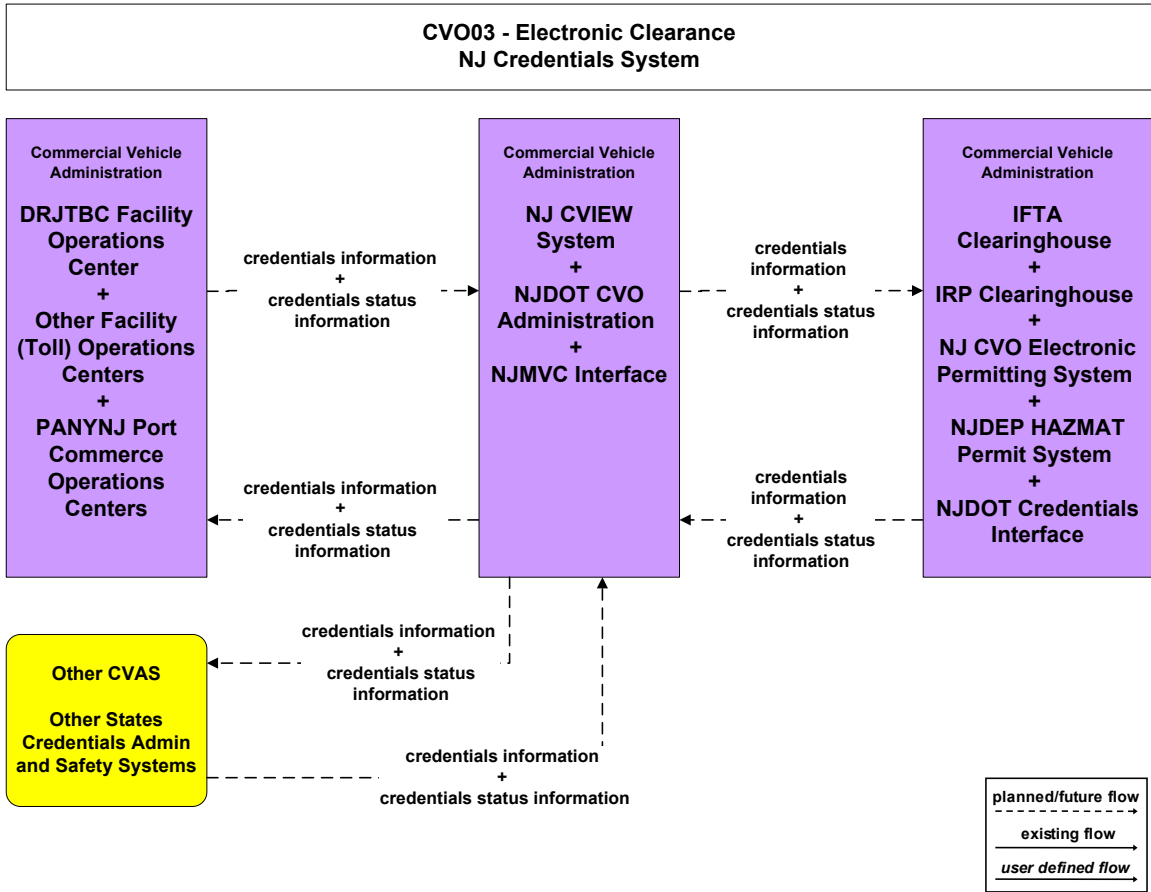 CVO03 - Electronic Clearance
NJ Credentials System
Commercial Vehicle
Administration
DRJTBC Facility
Operations
Center
+
Other Facility
(Toll) Operations
Centers
+
PANYNJ Port
Commerce
Operations
Centers
credentials information
+
credentials status
information
credentials information
+
credentials status
information
Commercial Vehicle
Administration
NJ CVIEW
System
+
NJDOT CVO
Administration
+
NJMVC Interface
credentials
information
+
credentials status
information
credentials
information
+
credentials status
information
Commercial Vehicle
Administration
IFTA
Clearinghouse
+
IRP Clearinghouse
+
NJ CVO Electronic
Permitting System
+
NJDEP HAZMAT
Permit System
+
NJDOT Credentials
Interface
Other CVAS
Other States
Credentials Admin
and Safety Systems
credentials information
+
credentials status
information
credentials information
+
credentials status information
planned/future flow
existing flow
user defined flow